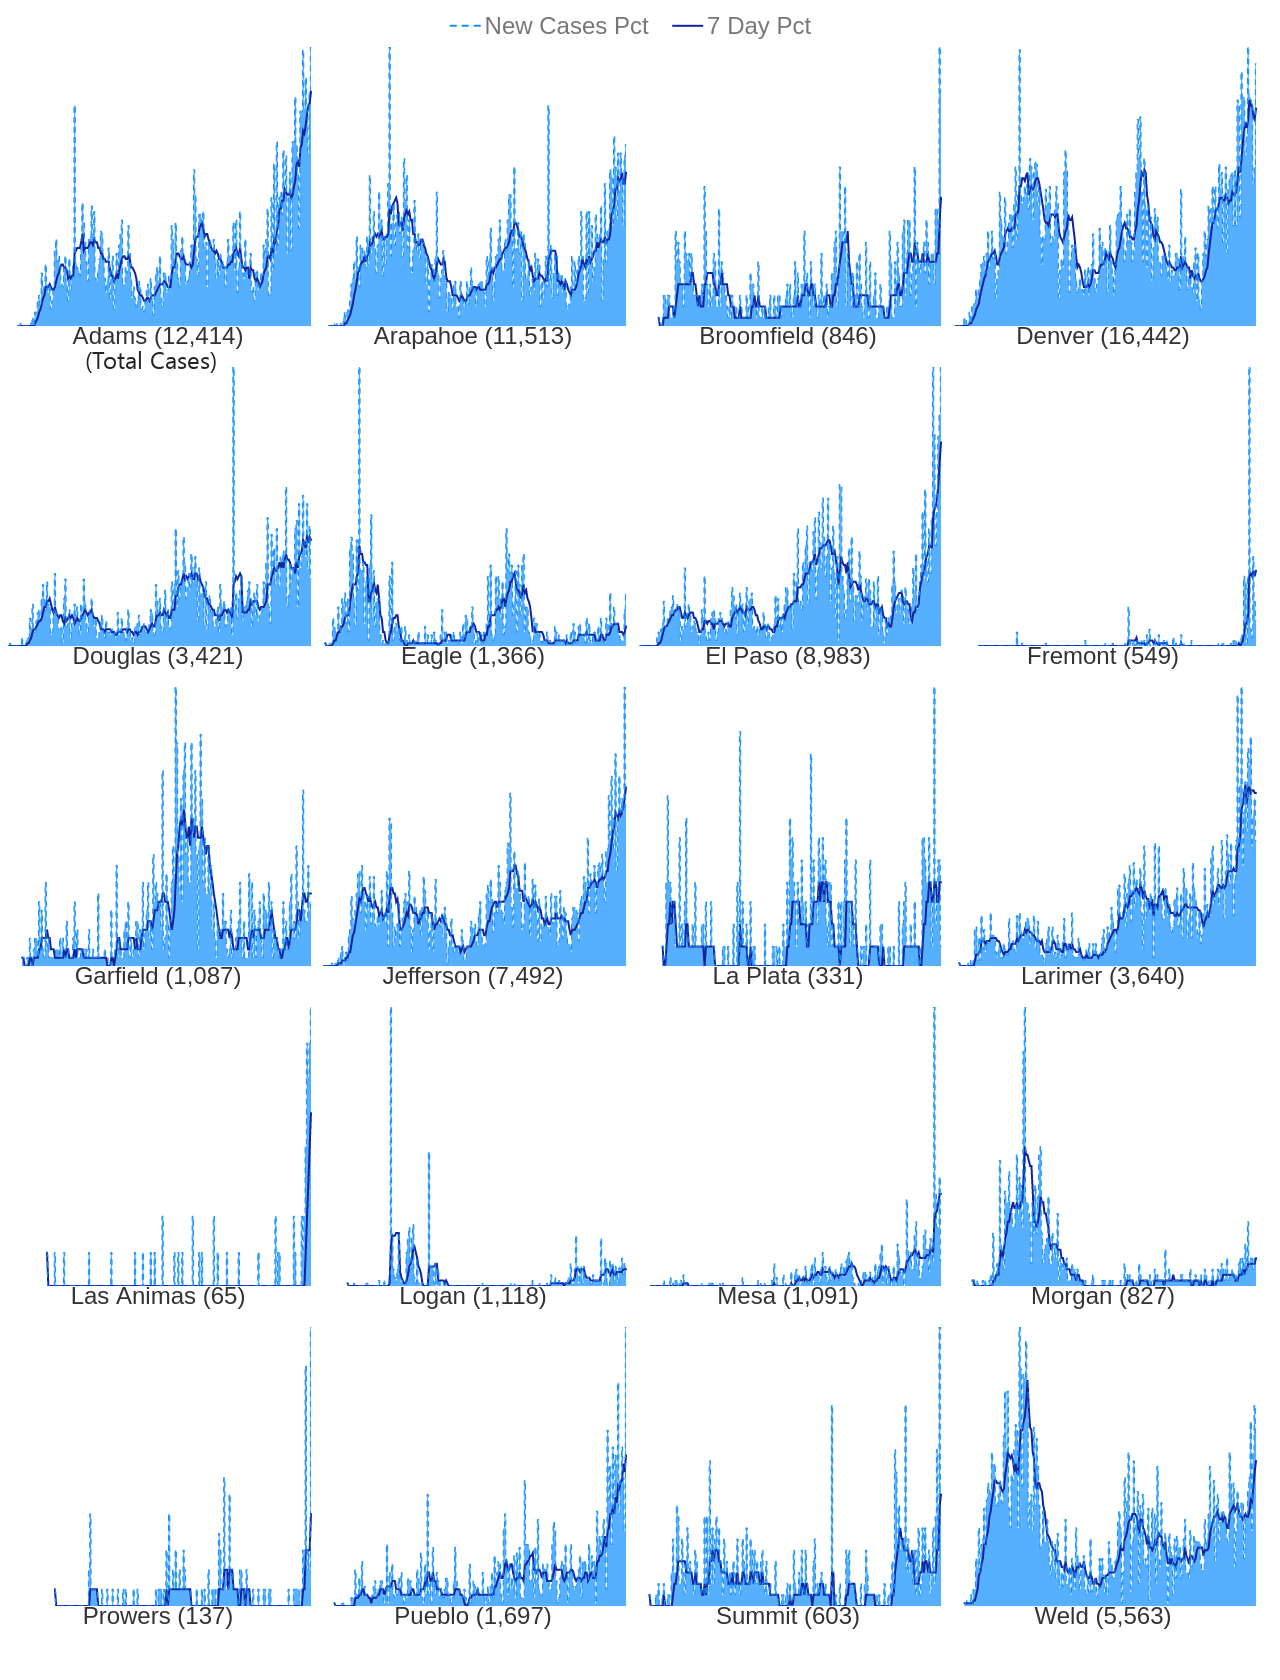 New Cases Pct 7 Day Pct
Adams (12,414) Arapahoe (11,513) Broomfield (846) Denver (16,442)
(Total Cases)
Douglas (3,421) Eagle (1,366) El Paso (8,983) Fremont (549)
Garfield (1,087) Jefferson (7,492) La Plata (331) Larimer (3,640)
Las Animas (65) Logan (1,118) Mesa (1,091) Morgan (827)
Prowers (137) Pueblo (1,697) Summit (603) Weld (5,563)